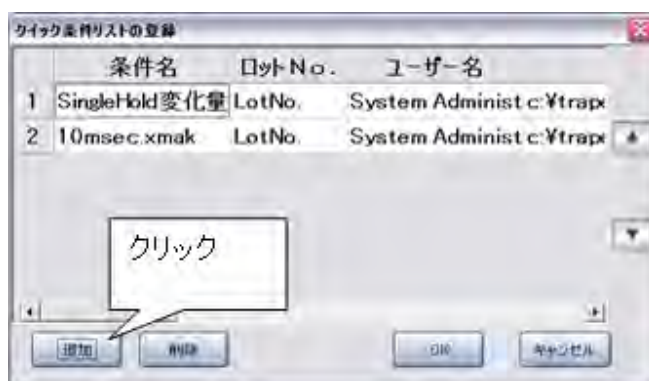 クイック条件リストの登録
条件名 ロットNo. ユーザー名
1 SingleHold変化量 LotNo. System Administ c:¥trape
2 10msec.xmak LotNo. System Administ c:¥trape
クリック
追加 削除 OK キャンセル